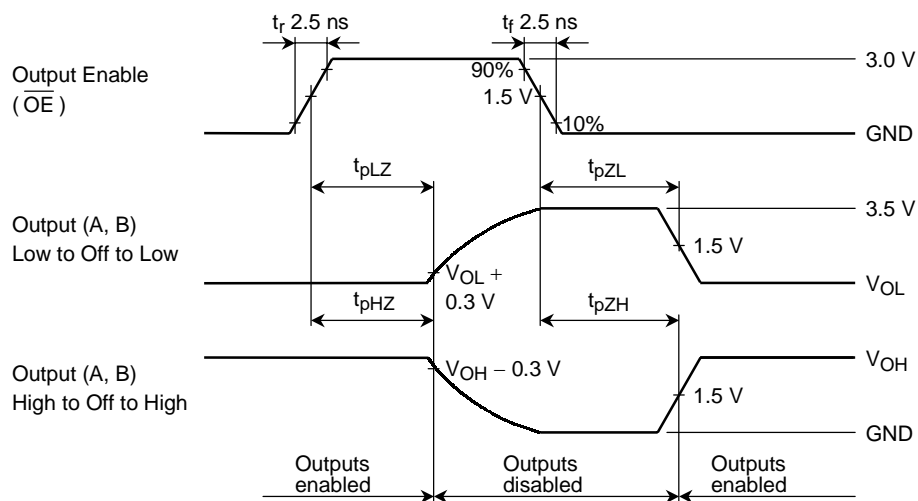 tr 2.5 ns
tf 2.5 ns
Output Enable
( OE )
90%
1.5 V
10%
3.0 V
GND
tpLZ
tpZL
Output (A, B)
Low to Off to Low
3.5 V
1.5 V
VOL +
0.3 V
VOL
tpHZ
tpZH
Output (A, B)
High to Off to High
VOH − 0.3 V
VOH
1.5 V
GND
Outputs
enabled
Outputs
disabled
Outputs
enabled